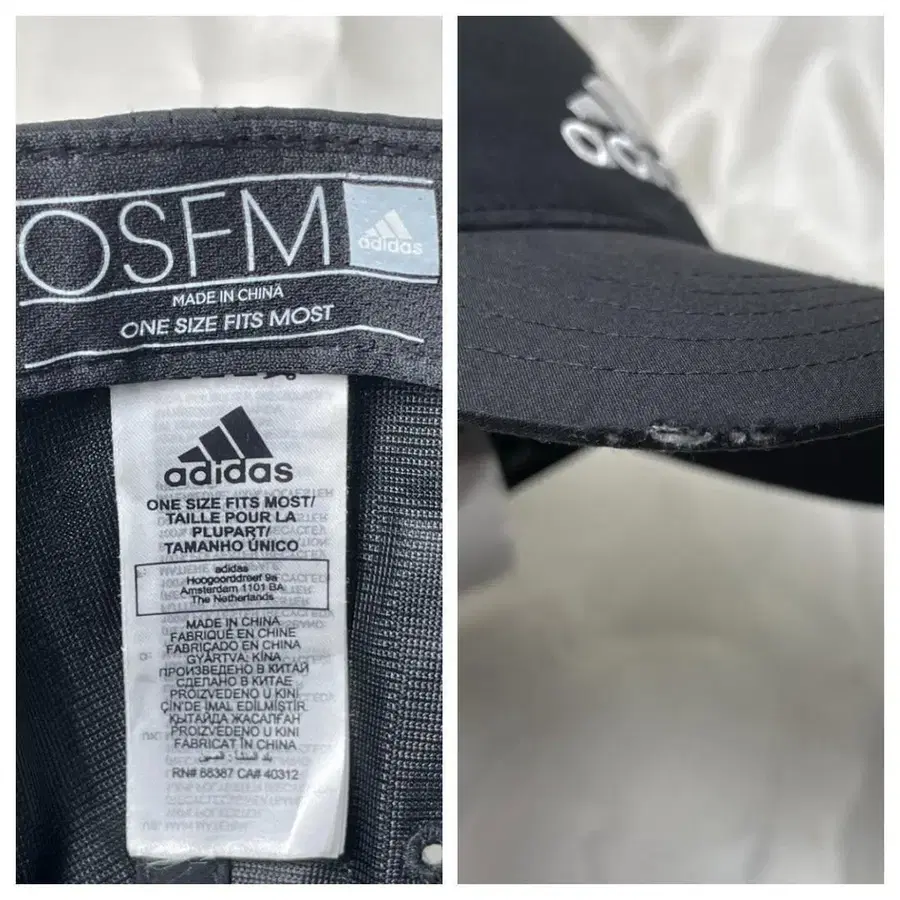 OSFM
adidas
MADE IN CHINA
ONE SIZE FITS MOST
adidas
ONE SIZE FITS MOST/
TAILLE POUR LA
PLUPART/
TAMANHO ÚNICO
adidas
Hoogoorddreef 9a
Amsterdam 1101 BA
The Netherlands
MADE IN CHINA
FABRIQUÉ EN CHINE
FABRICADO EN CHINA
GYÁRTVA: KÍNA
ПРОИЗВЕДЕНО В КИТАЙ
СДЕЛАНО В КИТАЕ
PROIZVEDENO U KINI
ÇİN'DE İMAL EDİLMİŞTİR
ҚЫТАЙДА ЖАСАЛҒАН
PROIZVEDENO U KINI
FABRICAT ÎN CHINA
بلد المنشأ: الصين
RN# 88387 CA# 40312